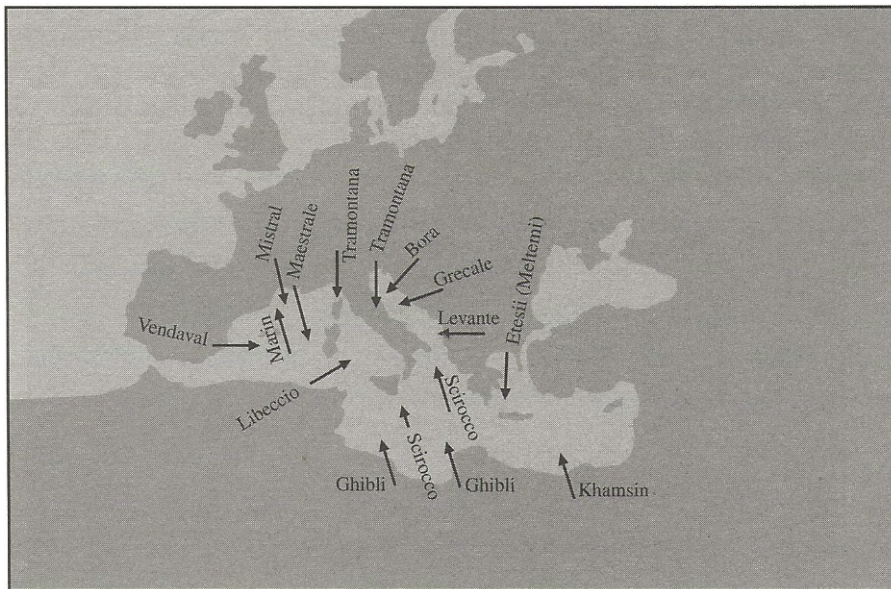 Mistral
Maestrale
Tramontana
Tramontana
Bora
Grecale
Etesii (Meltemi)
Levante
Vendaval
Marin
Libeccio
Scirocco
Scirocco
Ghibli
Ghibli
Khamsin